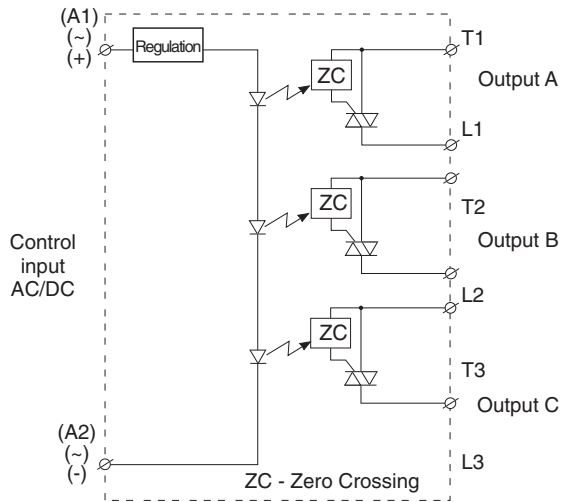 (A1)
(~)
(+)
Regulation
ZC
T1
Output A
L1
ZC
T2
Output B
Control
input
AC/DC
L2
ZC
T3
Output C
(A2)
(~)
(-)
L3
ZC - Zero Crossing